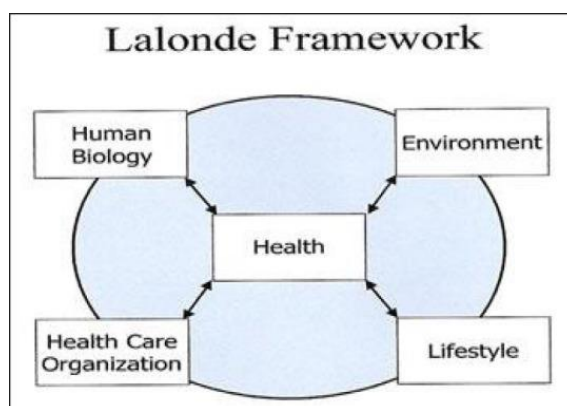 Lalonde Framework
Human
Biology
Environment
Health
Health Care
Organization
Lifestyle